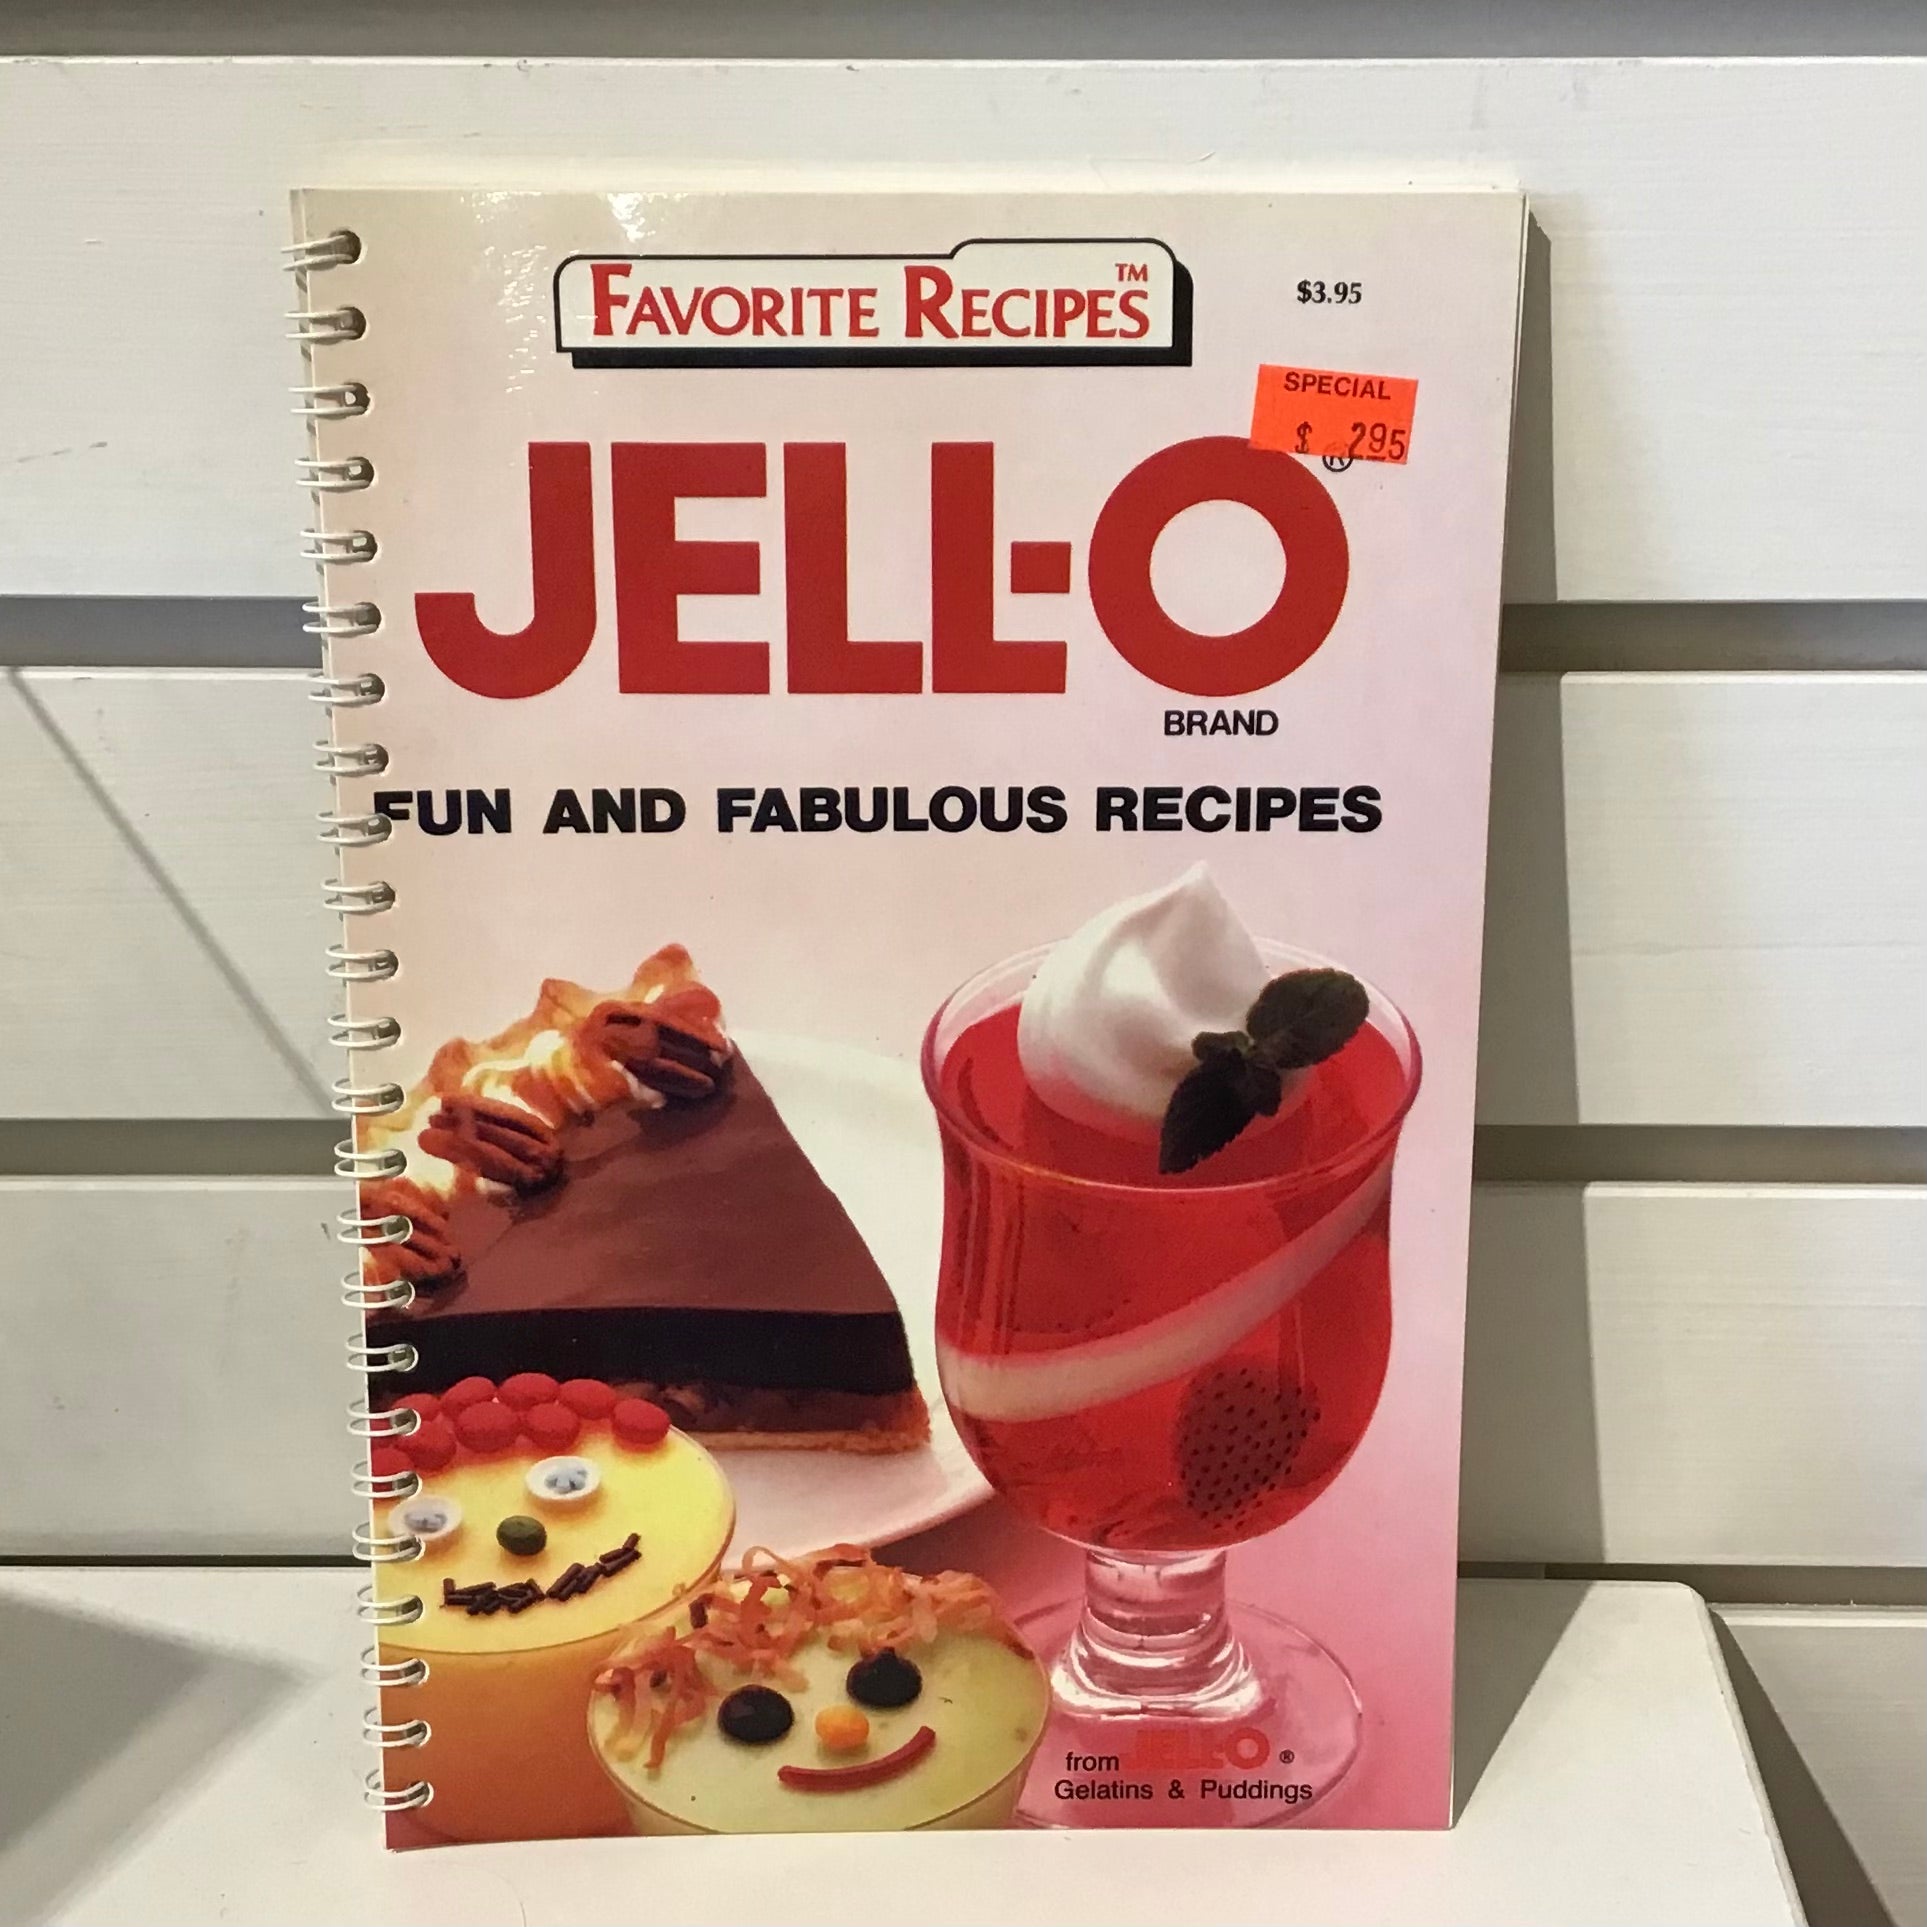 FAVORITE RECIPES™
$3.95
SPECIAL
$ 2.95
JELL-O®
BRAND
FUN AND FABULOUS RECIPES
from JELL-O®
Gelatins & Puddings